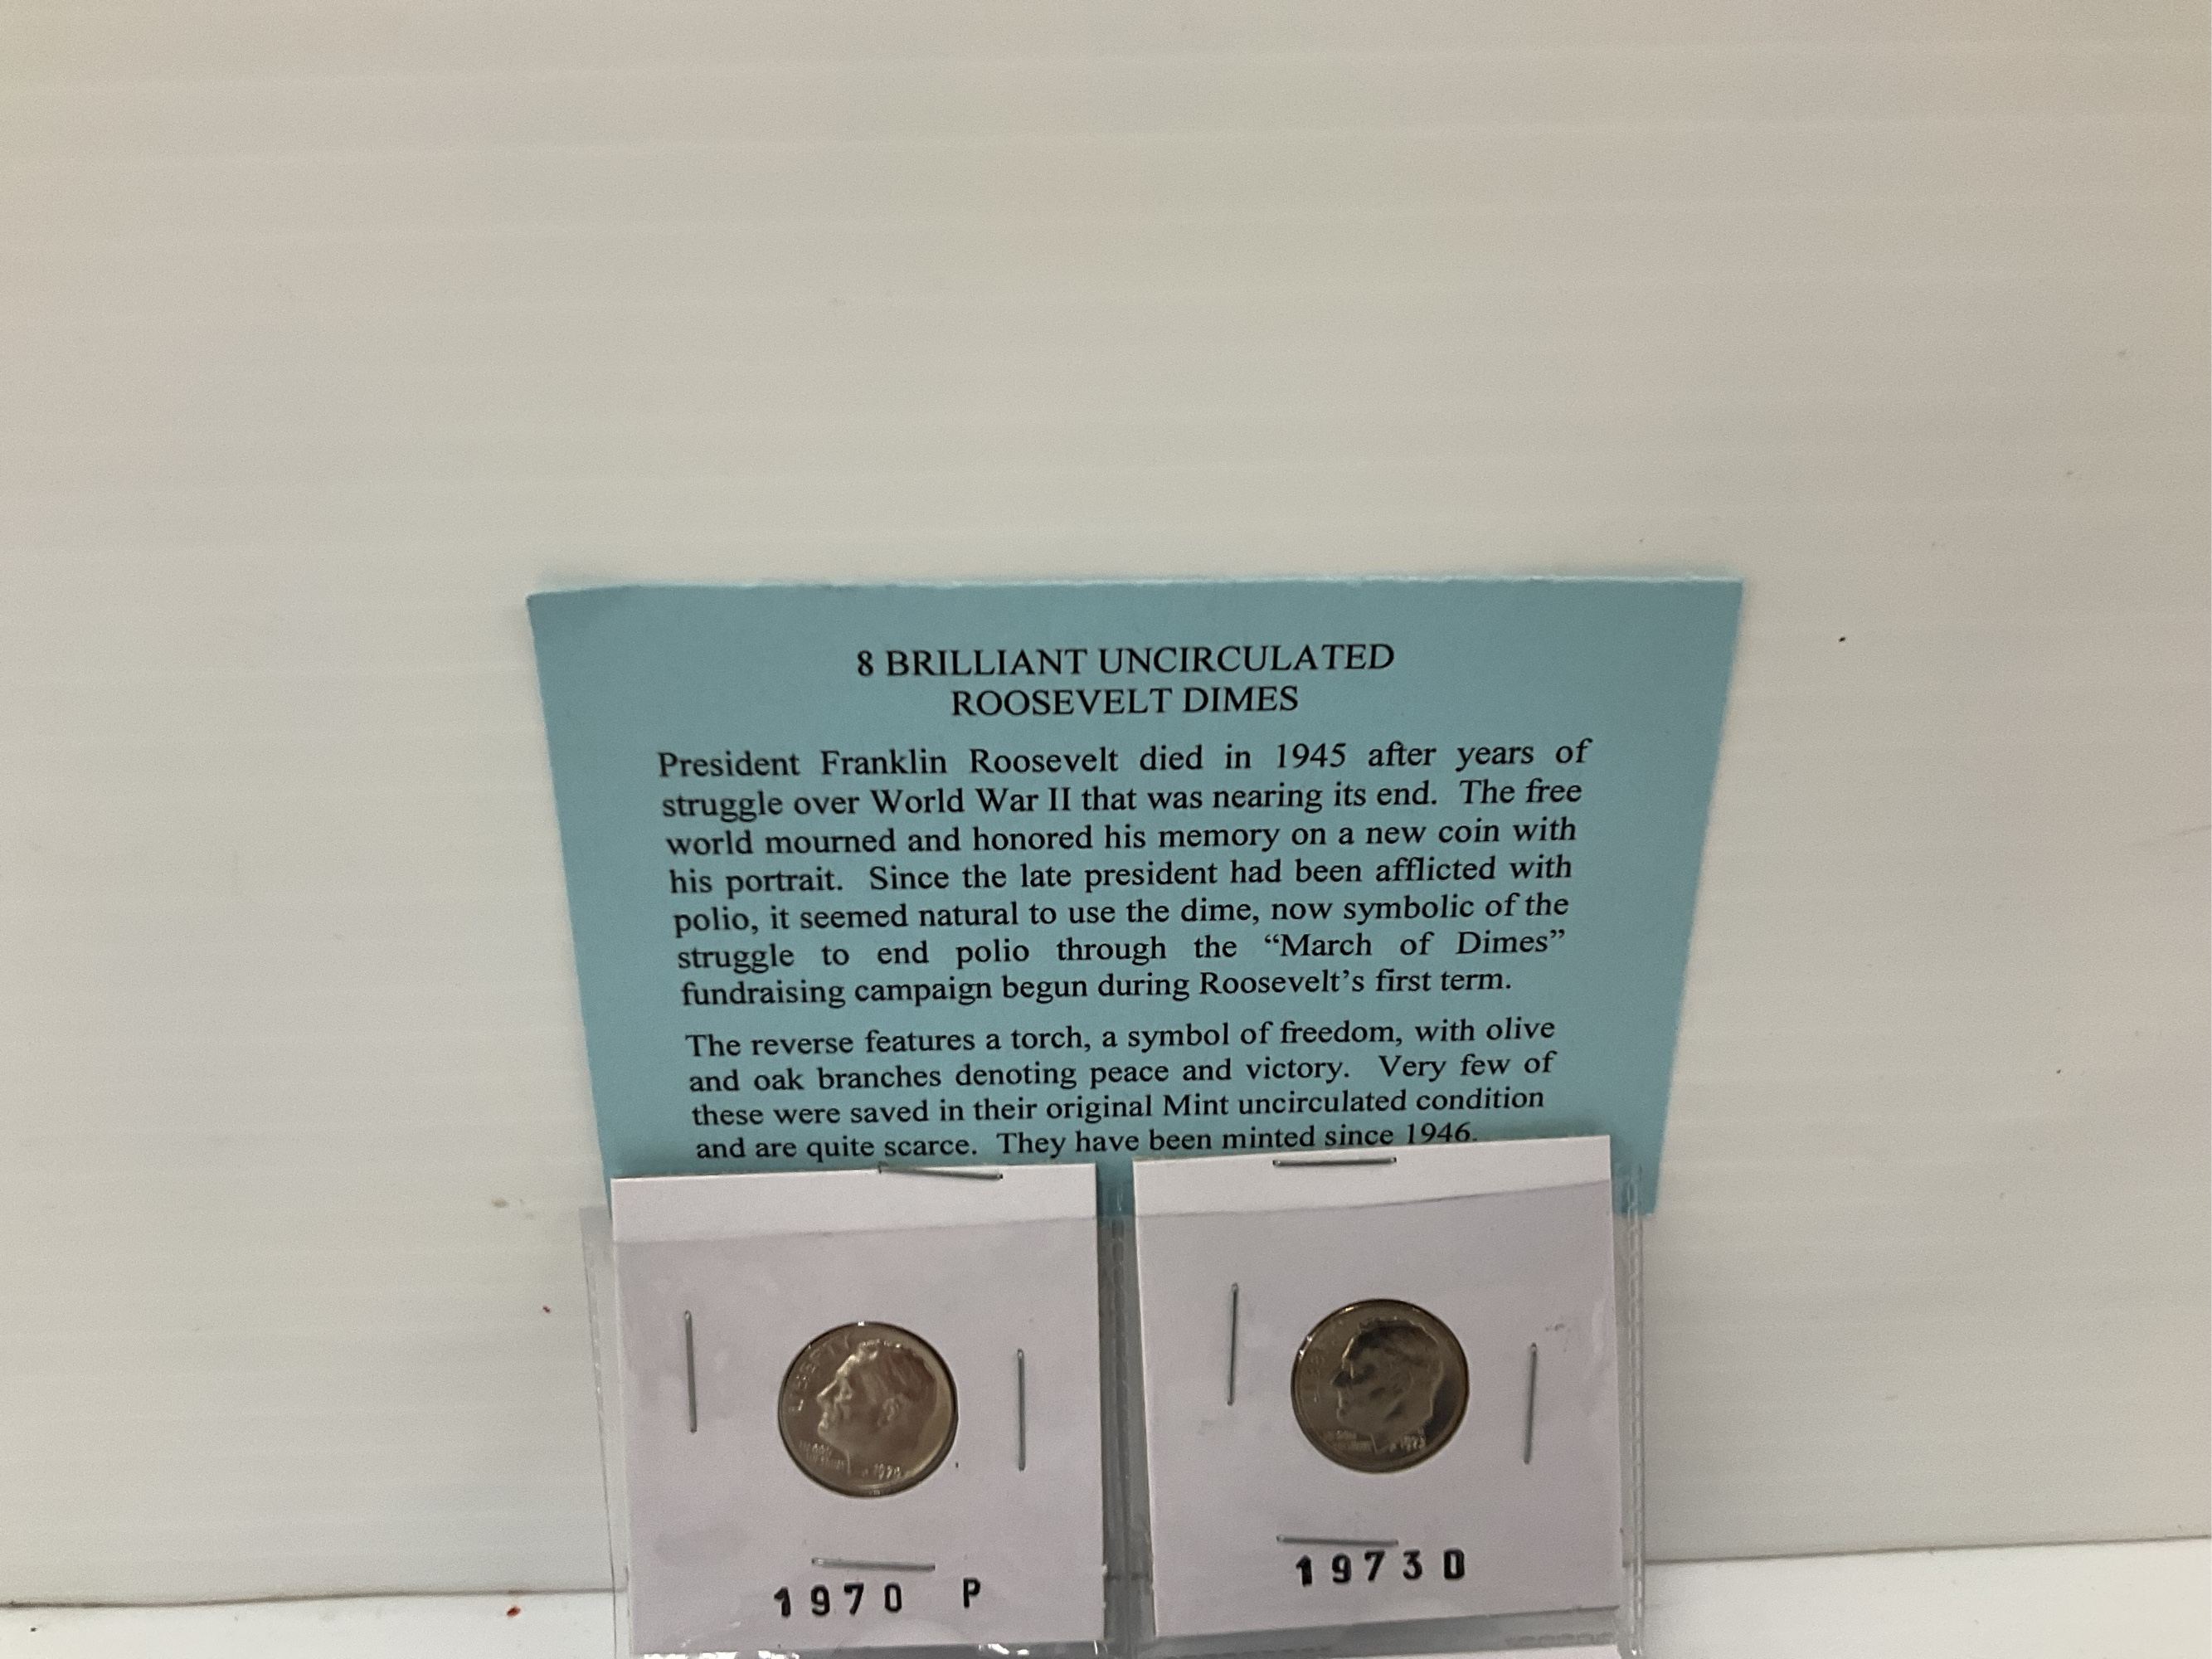 8 BRILLIANT UNCIRCULATED
ROOSEVELT DIMES
President Franklin Roosevelt died in 1945 after years of
struggle over World War II that was nearing its end. The free
world mourned and honored his memory on a new coin with
his portrait. Since the late president had been afflicted with
polio, it seemed natural to use the dime, now symbolic of the
struggle to end polio through the “March of Dimes”
fundraising campaign begun during Roosevelt’s first term.
The reverse features a torch, a symbol of freedom, with olive
and oak branches denoting peace and victory. Very few of
these were saved in their original Mint uncirculated condition
and are quite scarce. They have been minted since 1946.
LIBERTY
1970
1973
1970 P
1973 D